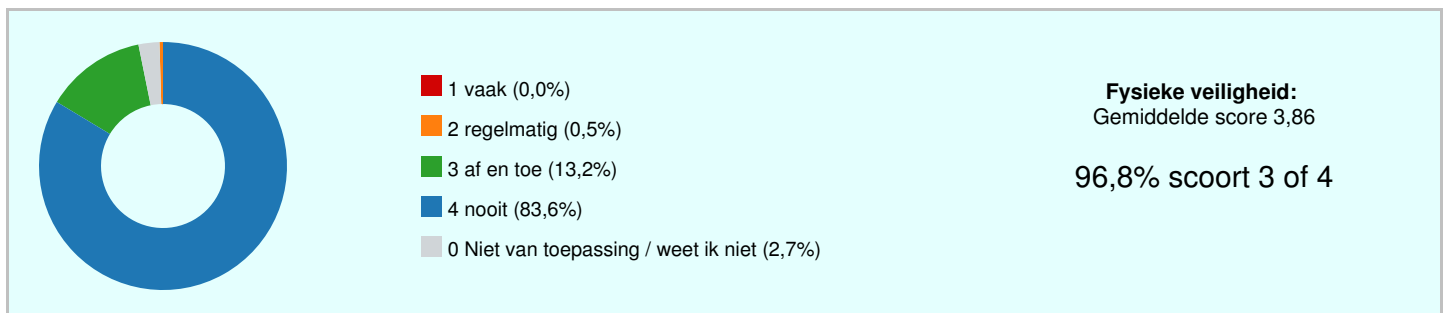 1 vaak (0,0%)
2 regelmatig (0,5%)
3 af en toe (13,2%)
4 nooit (83,6%)
0 Niet van toepassing / weet ik niet (2,7%)
Fysieke veiligheid:
Gemiddelde score 3,86
96,8% scoort 3 of 4